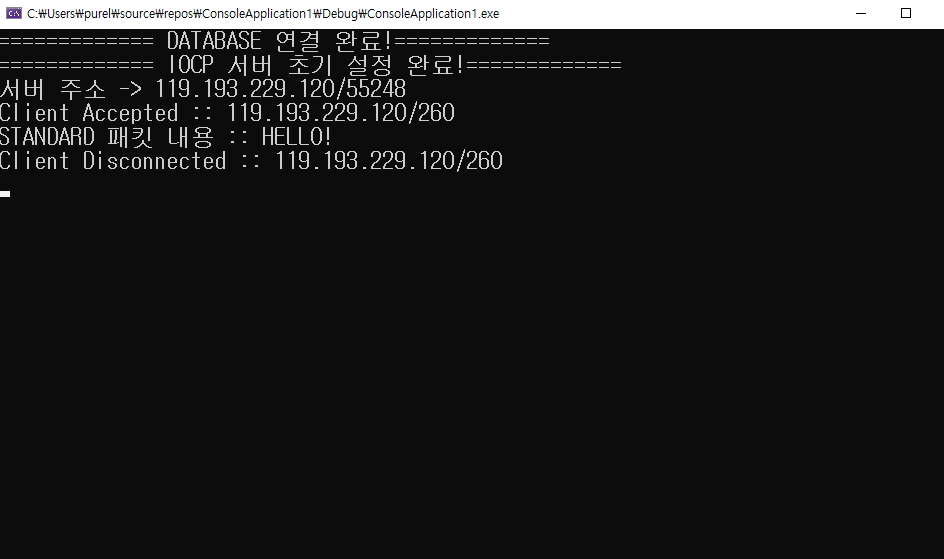 C:₩Users₩purel₩source₩repos₩ConsoleApplication1₩Debug₩ConsoleApplication1.exe
============= DATABASE 연결 완료!=============
============= IOCP 서버 초기 설정 완료!=============
서버 주소 -> 119.193.229.120/55248
Client Accepted :: 119.193.229.120/260
STANDARD 패킷 내용 :: HELLO!
Client Disconnected :: 119.193.229.120/260